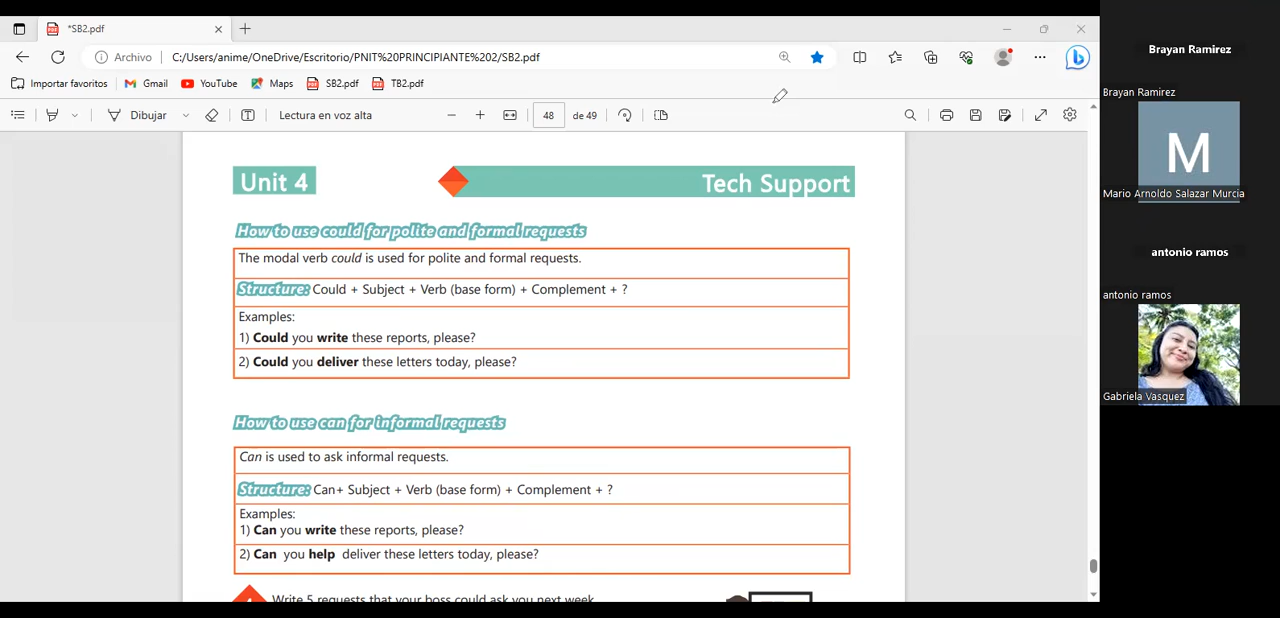 *SB2.pdf
Archivo C:/Users/anime/OneDrive/Escritorio/PNIT%20PRINCIPIANTE%202/SB2.pdf
Importar favoritos Gmail YouTube Maps SB2.pdf TB2.pdf
Dibujar Lectura en voz alta 48 de 49
Unit 4 Tech Support
How to use could for polite and formal requests
The modal verb could is used for polite and formal requests.
Structure: Could + Subject + Verb (base form) + Complement + ?
Examples:
1) Could you write these reports, please?
2) Could you deliver these letters today, please?
How to use can for informal requests
Can is used to ask informal requests.
Structure: Can+ Subject + Verb (base form) + Complement + ?
Examples:
1) Can you write these reports, please?
2) Can you help deliver these letters today, please?
Write 5 requests that your boss could ask you next week
Brayan Ramirez
Brayan Ramirez
M
Mario Arnoldo Salazar Murcia
antonio ramos
antonio ramos
Gabriela Vasquez